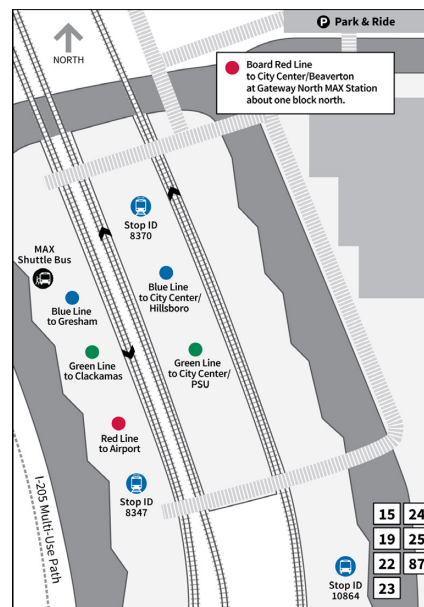 P Park & Ride
NORTH
Board Red Line
to City Center/Beaverton
at Gateway North MAX Station
about one block north.
Stop ID
8370
MAX
Shuttle Bus
Blue Line
to City Center/
Hillsboro
Blue Line
to Gresham
Green Line
to Clackamas
Green Line
to City Center/
PSU
Red Line
to Airport
Stop ID
8347
I-205 Multi-Use Path
15 24
19 25
22 87
23
Stop ID
10864